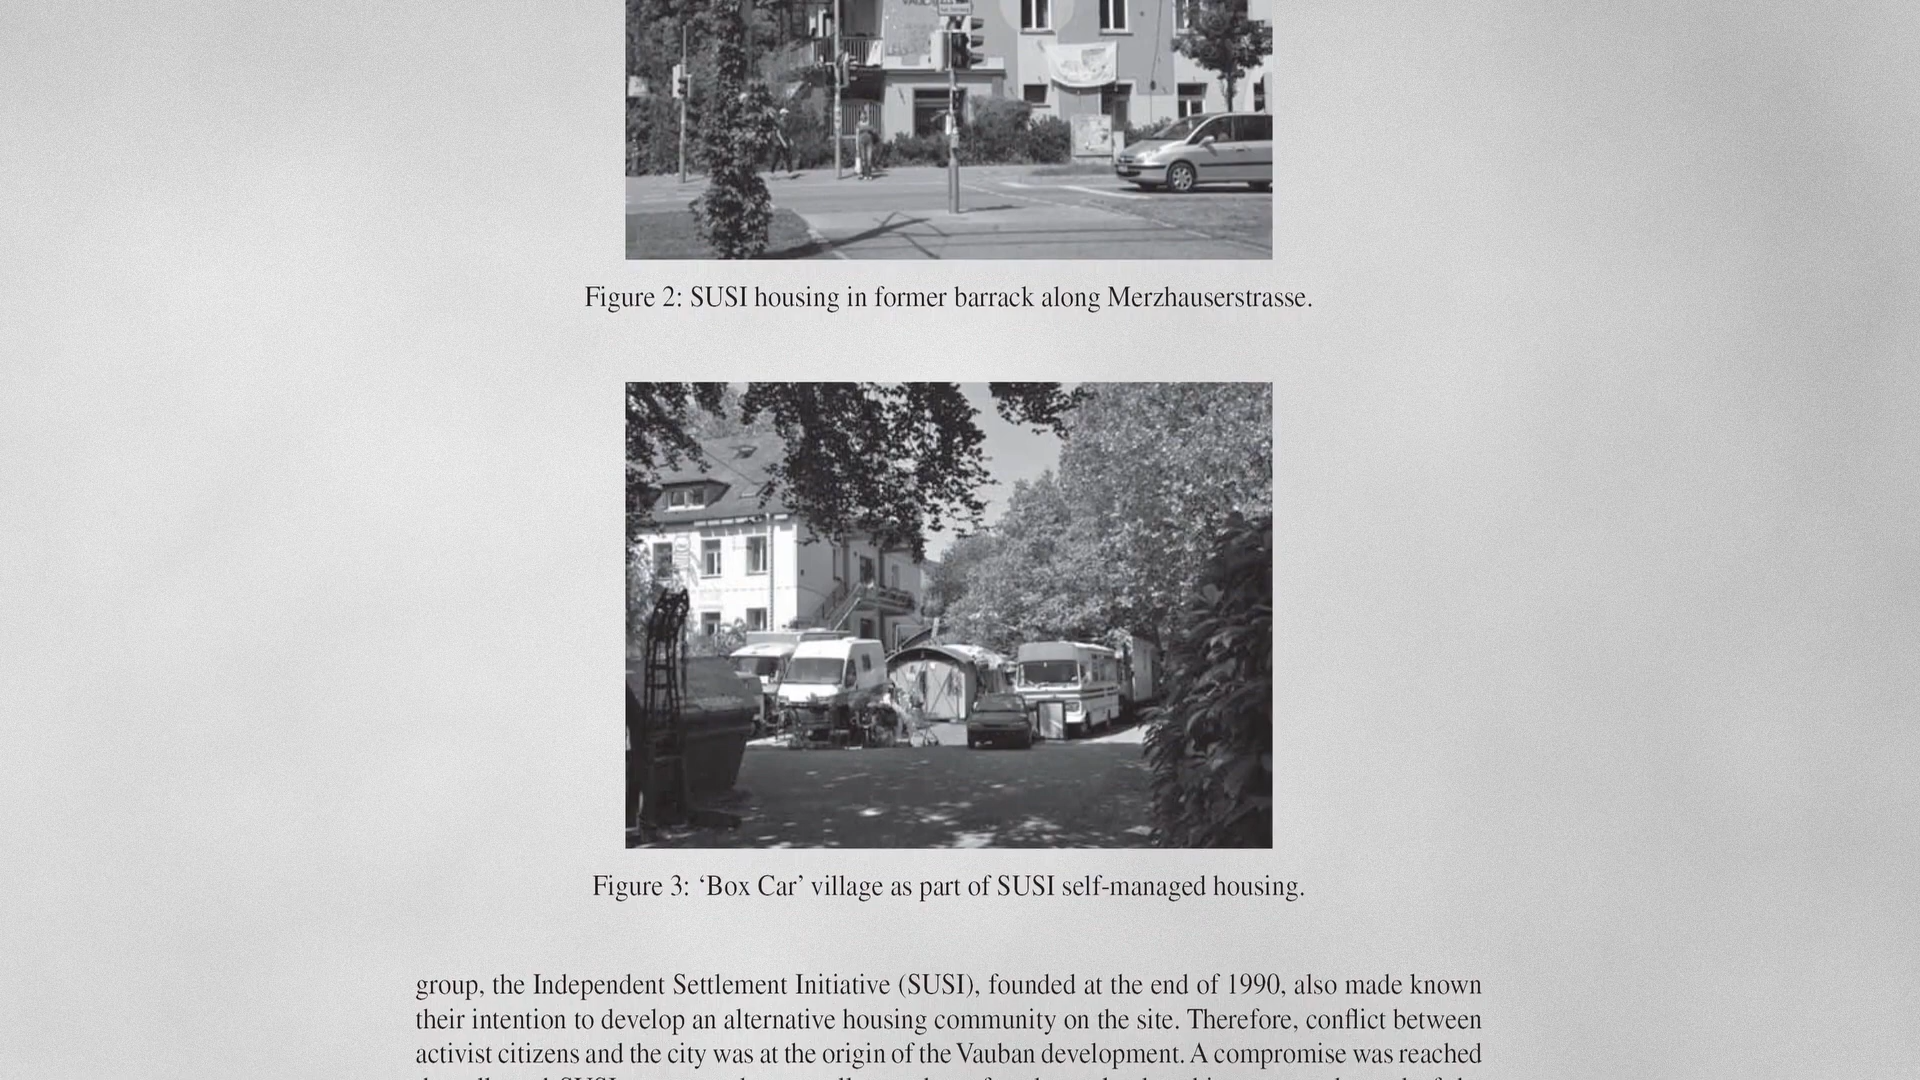 Figure 2: SUSI housing in former barrack along Merzhauserstrasse.
Figure 3: ‘Box Car’ village as part of SUSI self-managed housing.
group, the Independent Settlement Initiative (SUSI), founded at the end of 1990, also made known
their intention to develop an alternative housing community on the site. Therefore, conflict between
activist citizens and the city was at the origin of the Vauban development. A compromise was reached